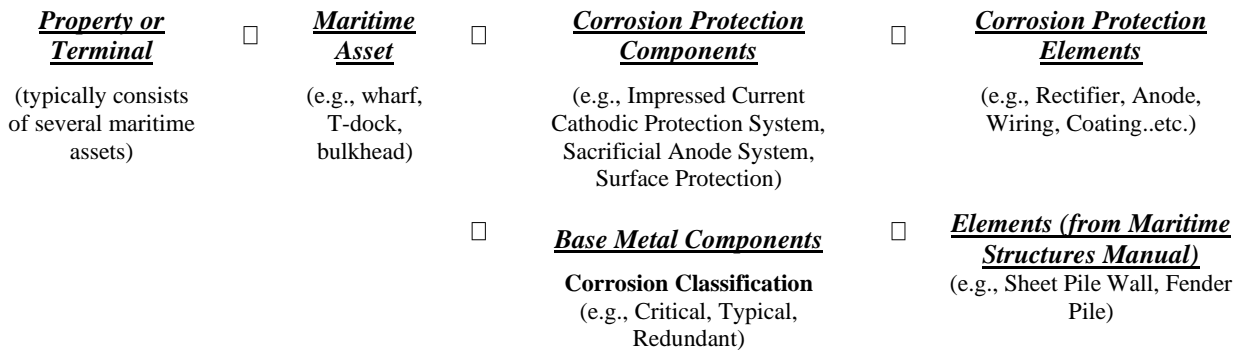 Property or
Terminal
(typically consists
of several maritime
assets)
□
Maritime
Asset
(e.g., wharf,
T-dock,
bulkhead)
□
Corrosion Protection
Components
(e.g., Impressed Current
Cathodic Protection System,
Sacrificial Anode System,
Surface Protection)
□
Corrosion Protection
Elements
(e.g., Rectifier, Anode,
Wiring, Coating..etc.)
□
Base Metal Components
Corrosion Classification
(e.g., Critical, Typical,
Redundant)
□
Elements (from Maritime
Structures Manual)
(e.g., Sheet Pile Wall, Fender
Pile)